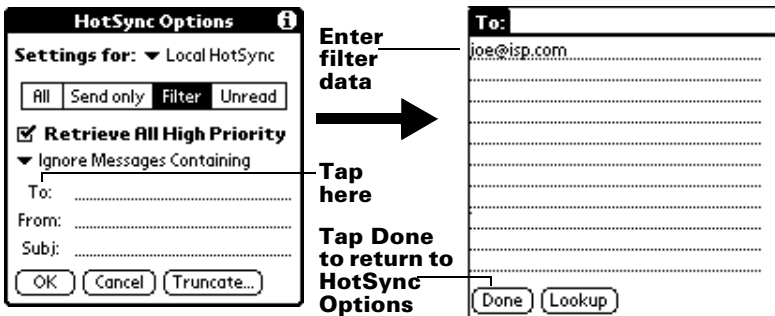 HotSync Options
Settings for: Local HotSync
All Send only Filter Unread
Retrieve All High Priority
Ignore Messages Containing
To:
From:
Subj:
OK Cancel Truncate...
Enter
filter
data
Tap
here
Tap Done
to return to
HotSync
Options
To:
joe@isp.com
Done Lookup